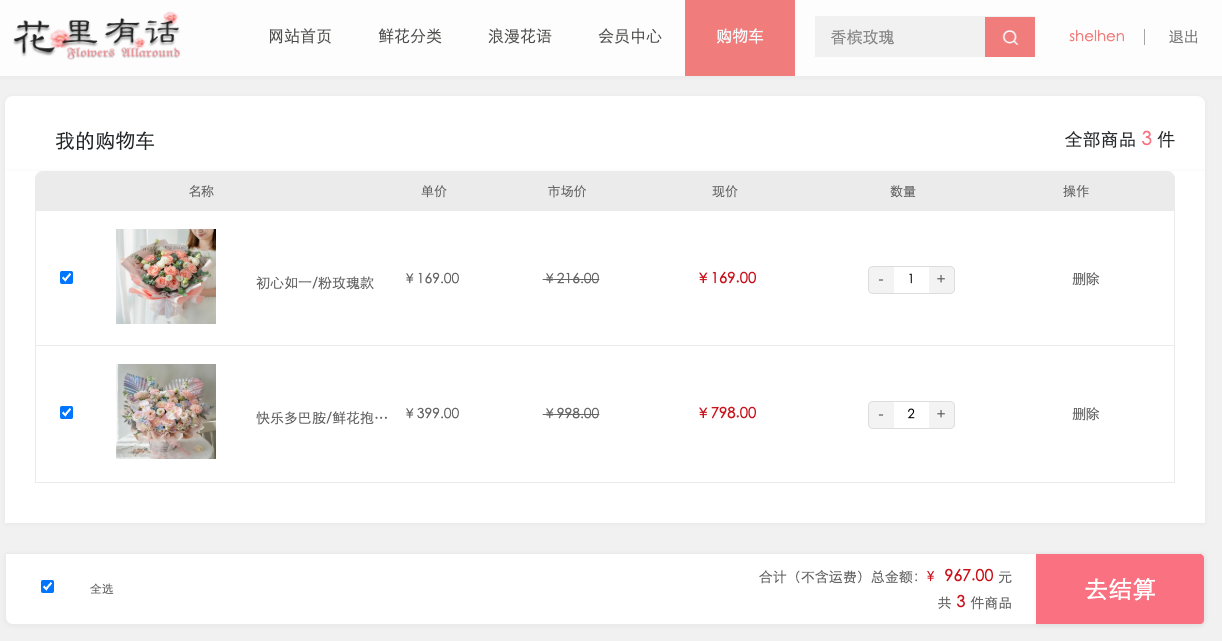 花里有话
Flowers Allaround
网站首页 鲜花分类 浪漫花语 会员中心 购物车 香槟玫瑰 shelhen | 退出
我的购物车 全部商品 3 件
名称 单价 市场价 现价 数量 操作
初心如一/粉玫瑰款 ¥169.00 ¥216.00 ¥169.00 - 1 + 删除
快乐多巴胺/鲜花抱… ¥399.00 ¥998.00 ¥798.00 - 2 + 删除
全选 合计（不含运费）总金额：¥ 967.00 元
共 3 件商品
去结算